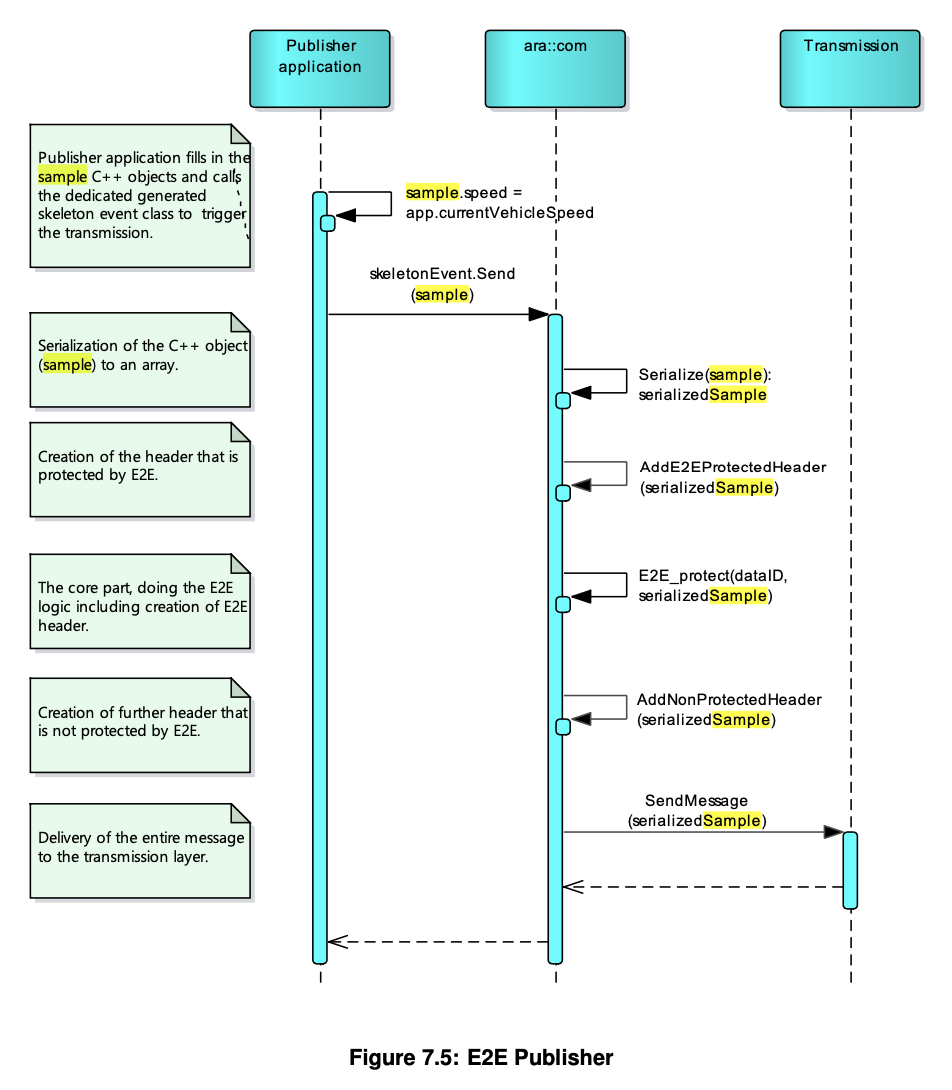 Publisher
application
ara::com
Transmission
Publisher application fills in the
sample C++ objects and calls
the dedicated generated
skeleton event class to  trigger
the transmission.
sample.speed =
app.currentVehicleSpeed
skeletonEvent.Send
(sample)
Serialization of the C++ object
(sample) to an array.
Serialize(sample):
serializedSample
Creation of the header that is
protected by E2E.
AddE2EProtectedHeader
(serializedSample)
The core part, doing the E2E
logic including creation of E2E
header.
E2E_protect(dataID,
serializedSample)
Creation of further header that
is not protected by E2E.
AddNonProtectedHeader
(serializedSample)
Delivery of the entire message
to the transmission layer.
SendMessage
(serializedSample)
Figure 7.5: E2E Publisher